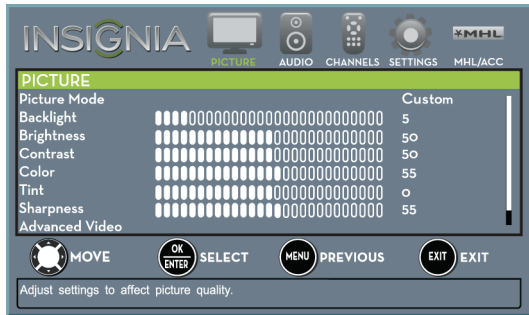 INSIGNIA
PICTURE AUDIO CHANNELS SETTINGS MHL/ACC
MHL
PICTURE
Picture Mode Custom
Backlight 5
Brightness 50
Contrast 50
Color 55
Tint 0
Sharpness 55
Advanced Video
MOVE OK ENTER SELECT MENU PREVIOUS EXIT EXIT
Adjust settings to affect picture quality.